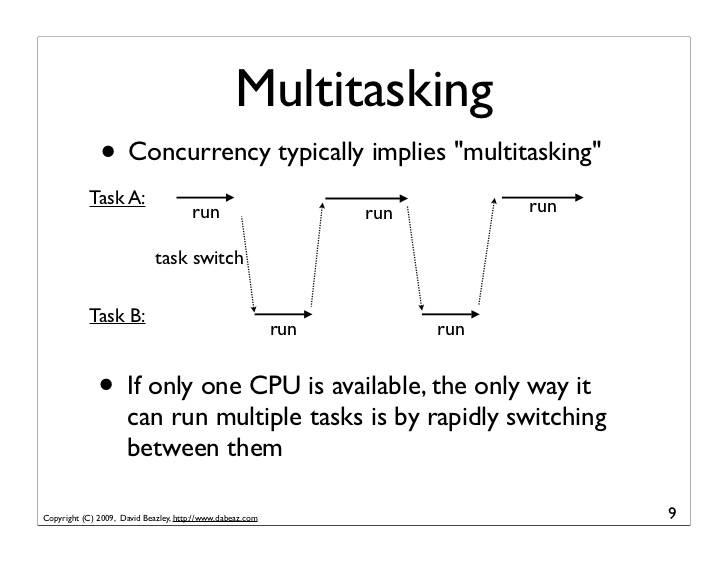 Multitasking
• Concurrency typically implies "multitasking"
Task A:
run
run
run
task switch
Task B:
run
run
• If only one CPU is available, the only way it
can run multiple tasks is by rapidly switching
between them
Copyright (C) 2009, David Beazley, http://www.dabeaz.com
9